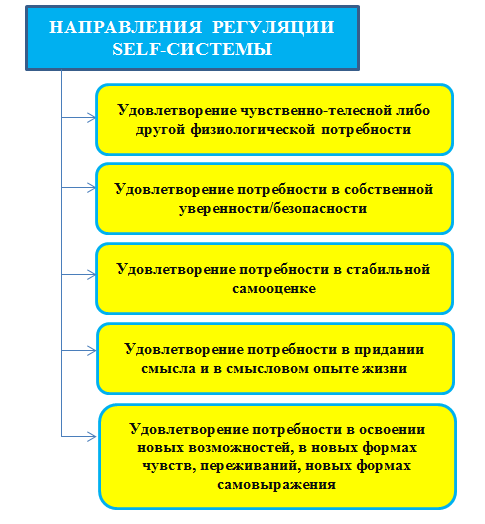 НАПРАВЛЕНИЯ РЕГУЛЯЦИИ
SELF-СИСТЕМЫ
Удовлетворение чувственно-телесной либо
другой физиологической потребности
Удовлетворение потребности в собственной
уверенности/безопасности
Удовлетворение потребности в стабильной
самооценке
Удовлетворение потребности в придании
смысла и в смысловом опыте жизни
Удовлетворение потребности в освоении
новых возможностей, в новых формах
чувств, переживаний, новых формах
самовыражения